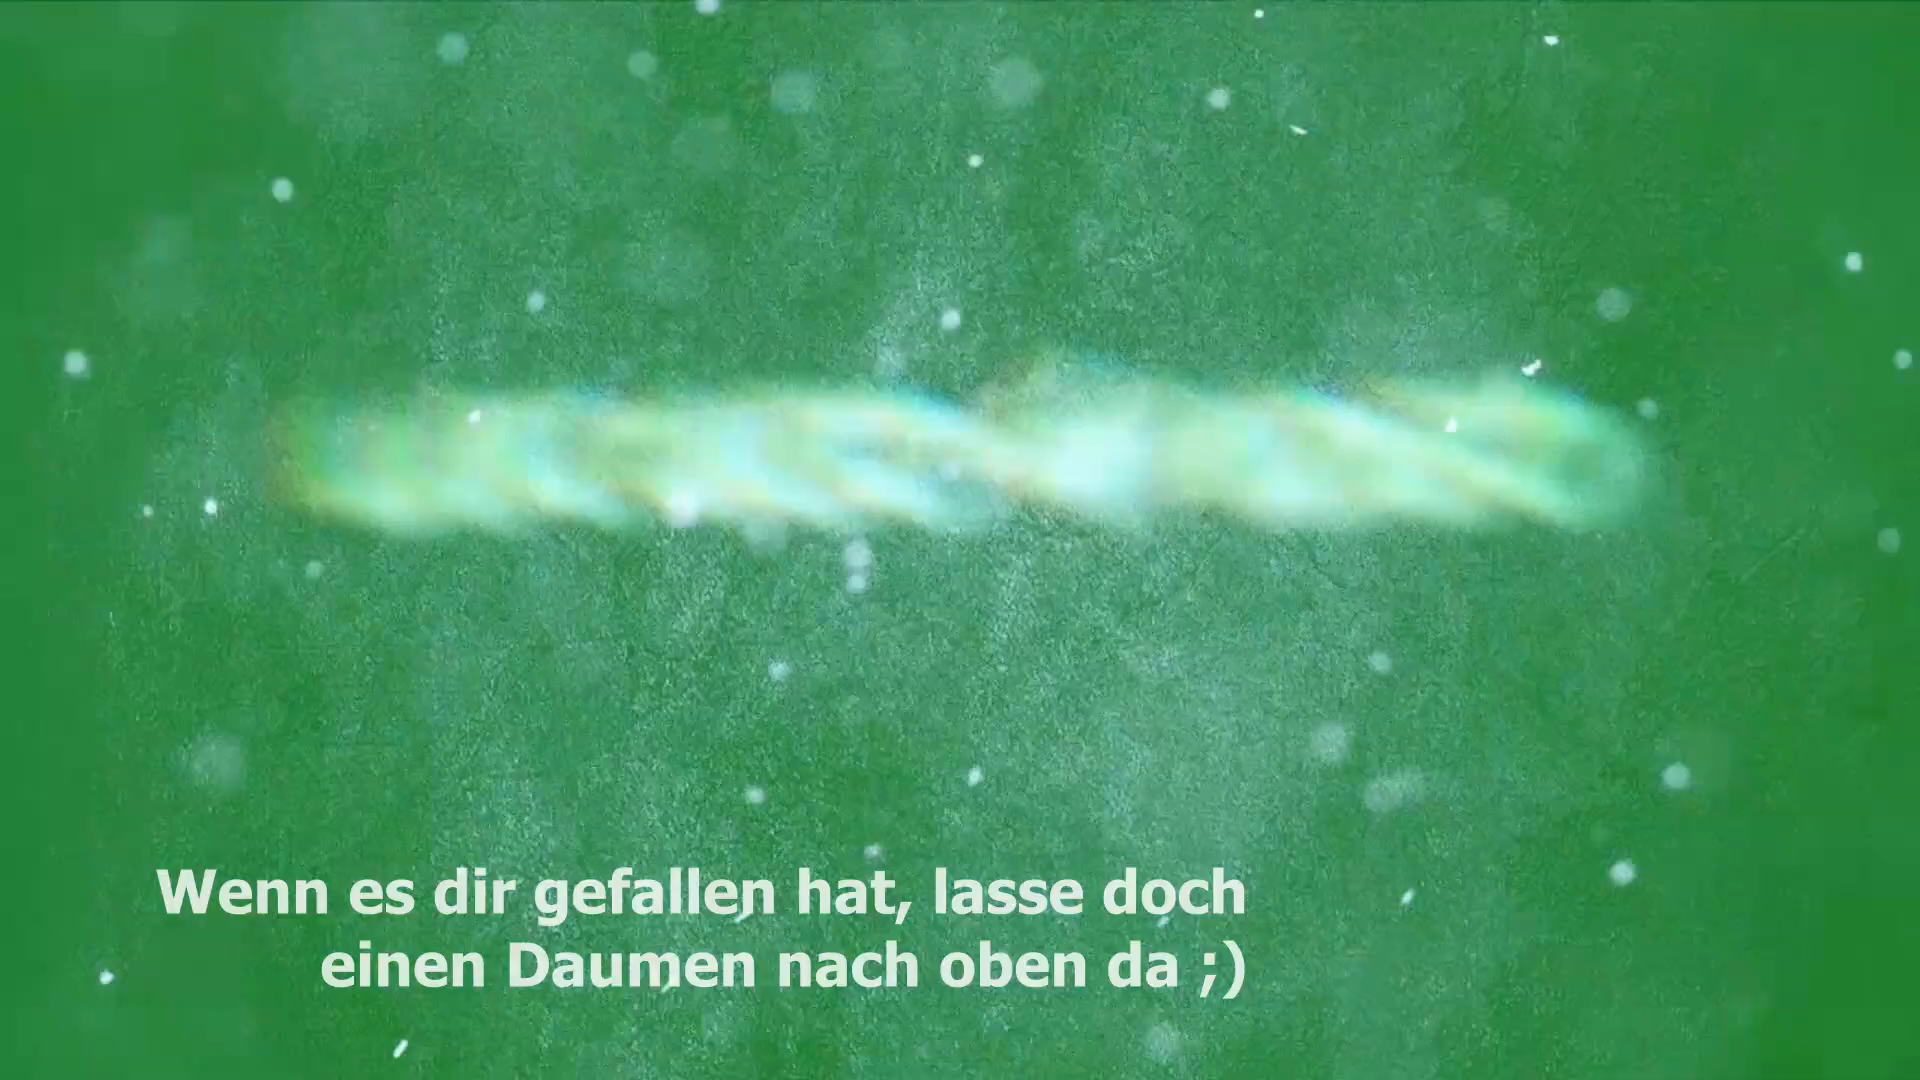 Wenn es dir gefallen hat, lasse doch
einen Daumen nach oben da ;)